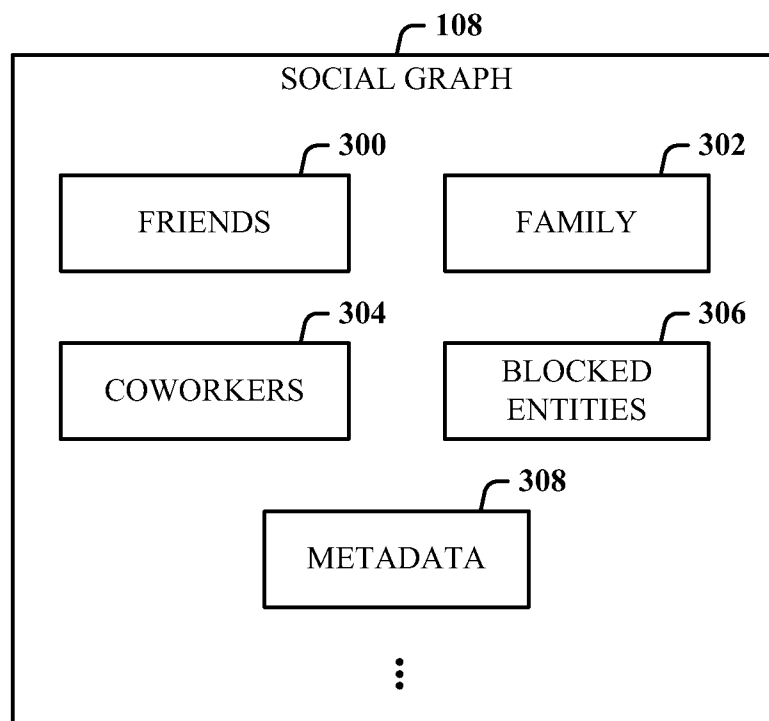 108
SOCIAL GRAPH
300
302
FRIENDS
FAMILY
304
306
COWORKERS
BLOCKED
ENTITIES
308
METADATA